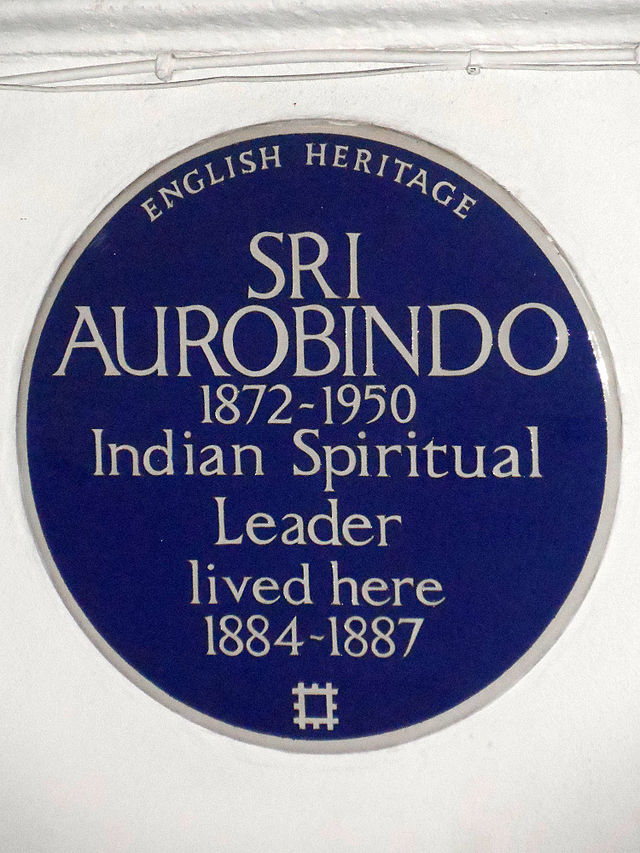 ENGLISH HERITAGE
SRI
AUROBINDO
1872-1950
Indian Spiritual
Leader
lived here
1884-1887